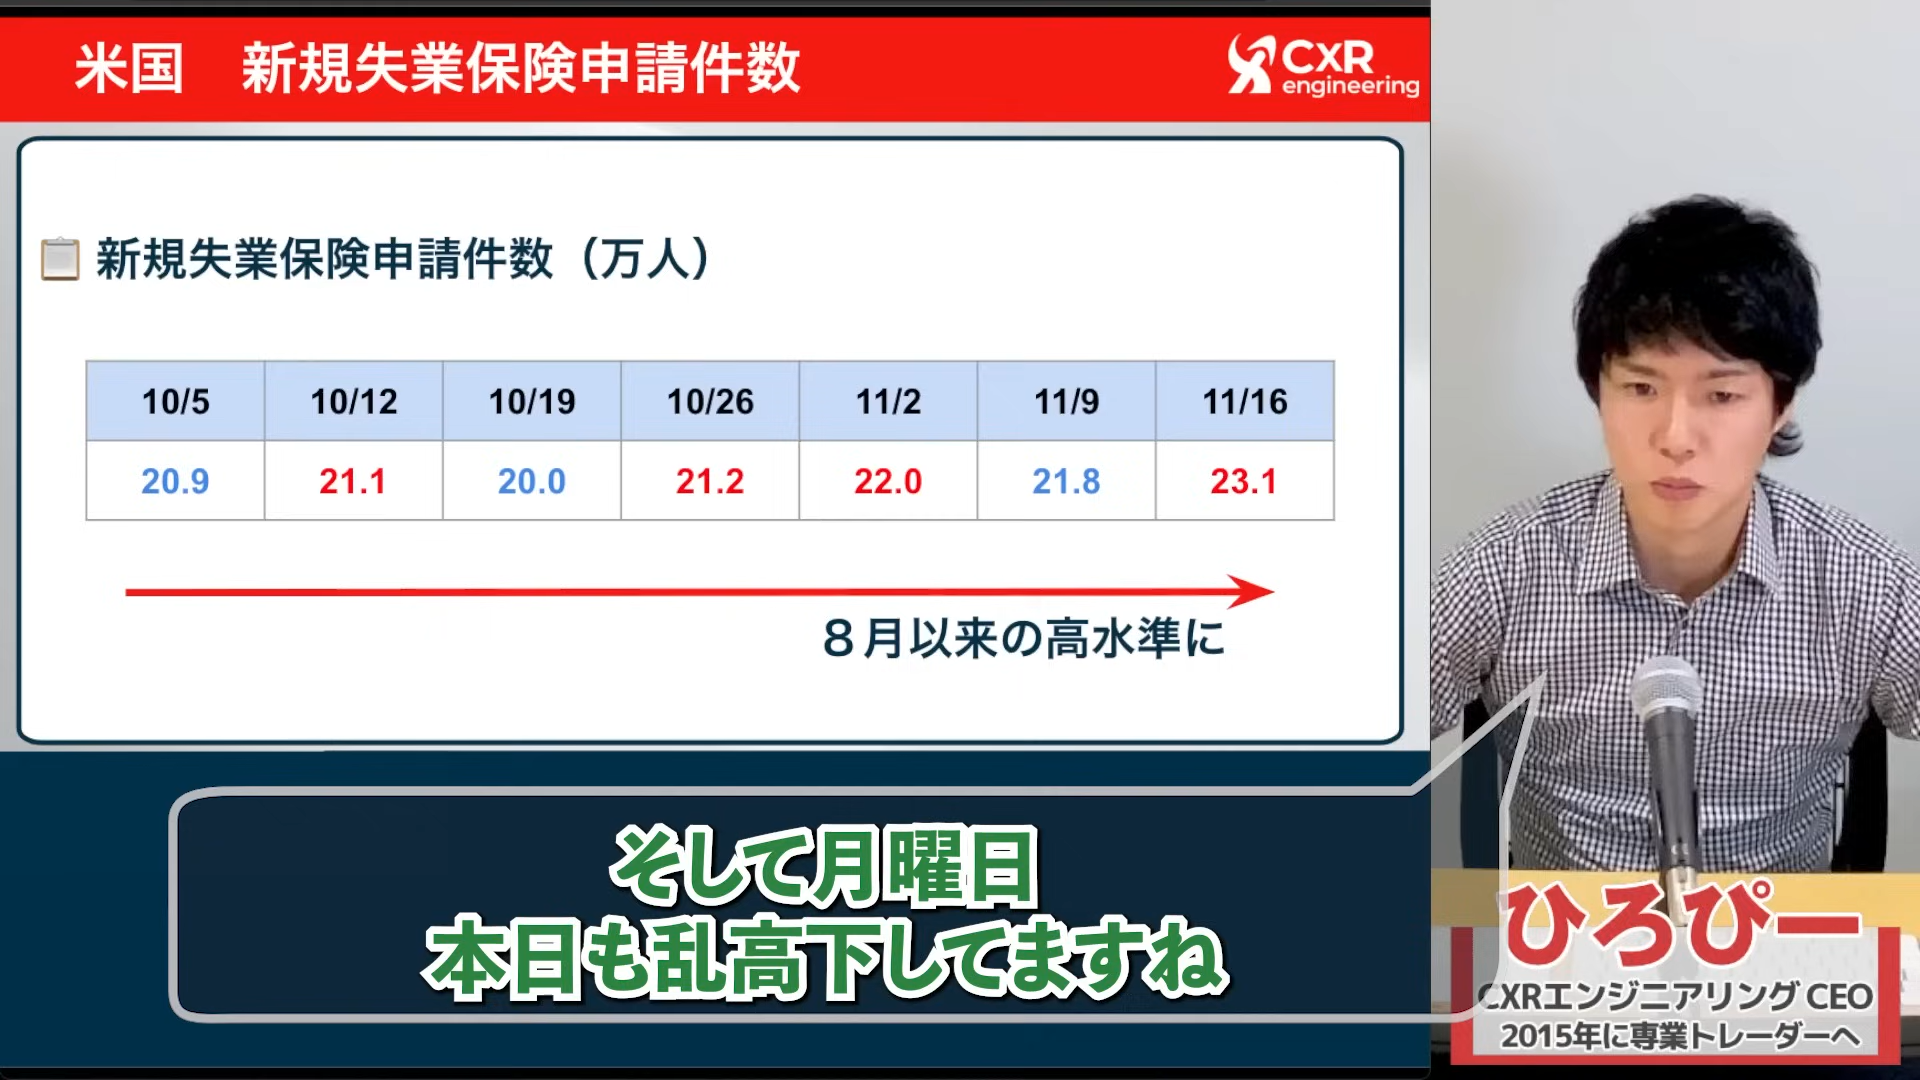 米国　新規失業保険申請件数
CXR
engineering
新規失業保険申請件数（万人）
10/5 10/12 10/19 10/26 11/2 11/9 11/16
20.9 21.1 20.0 21.2 22.0 21.8 23.1
８月以来の高水準に
そして月曜日
本日も乱高下してますね
ひろぴー
CXRエンジニアリング CEO
2015年に専業トレーダーへ